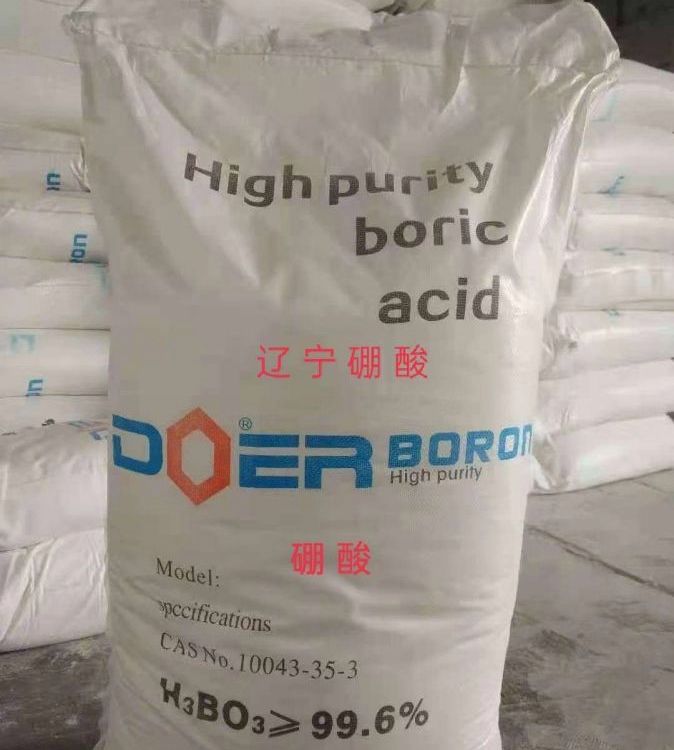 High purity
boric
acid
辽宁硼酸
DOER® BORON
High purity
硼酸
Model:
spccifications
CAS No.10043-35-3
H₃BO₃≥99.6%